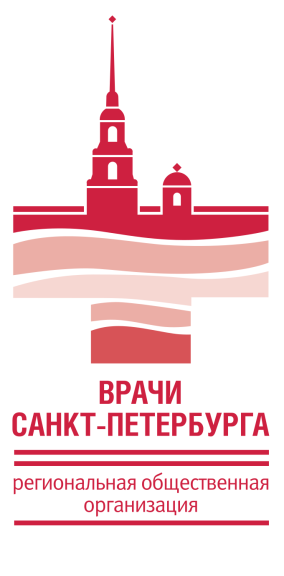 ВРАЧИ
САНКТ-ПЕТЕРБУРГА
региональная общественная
организация